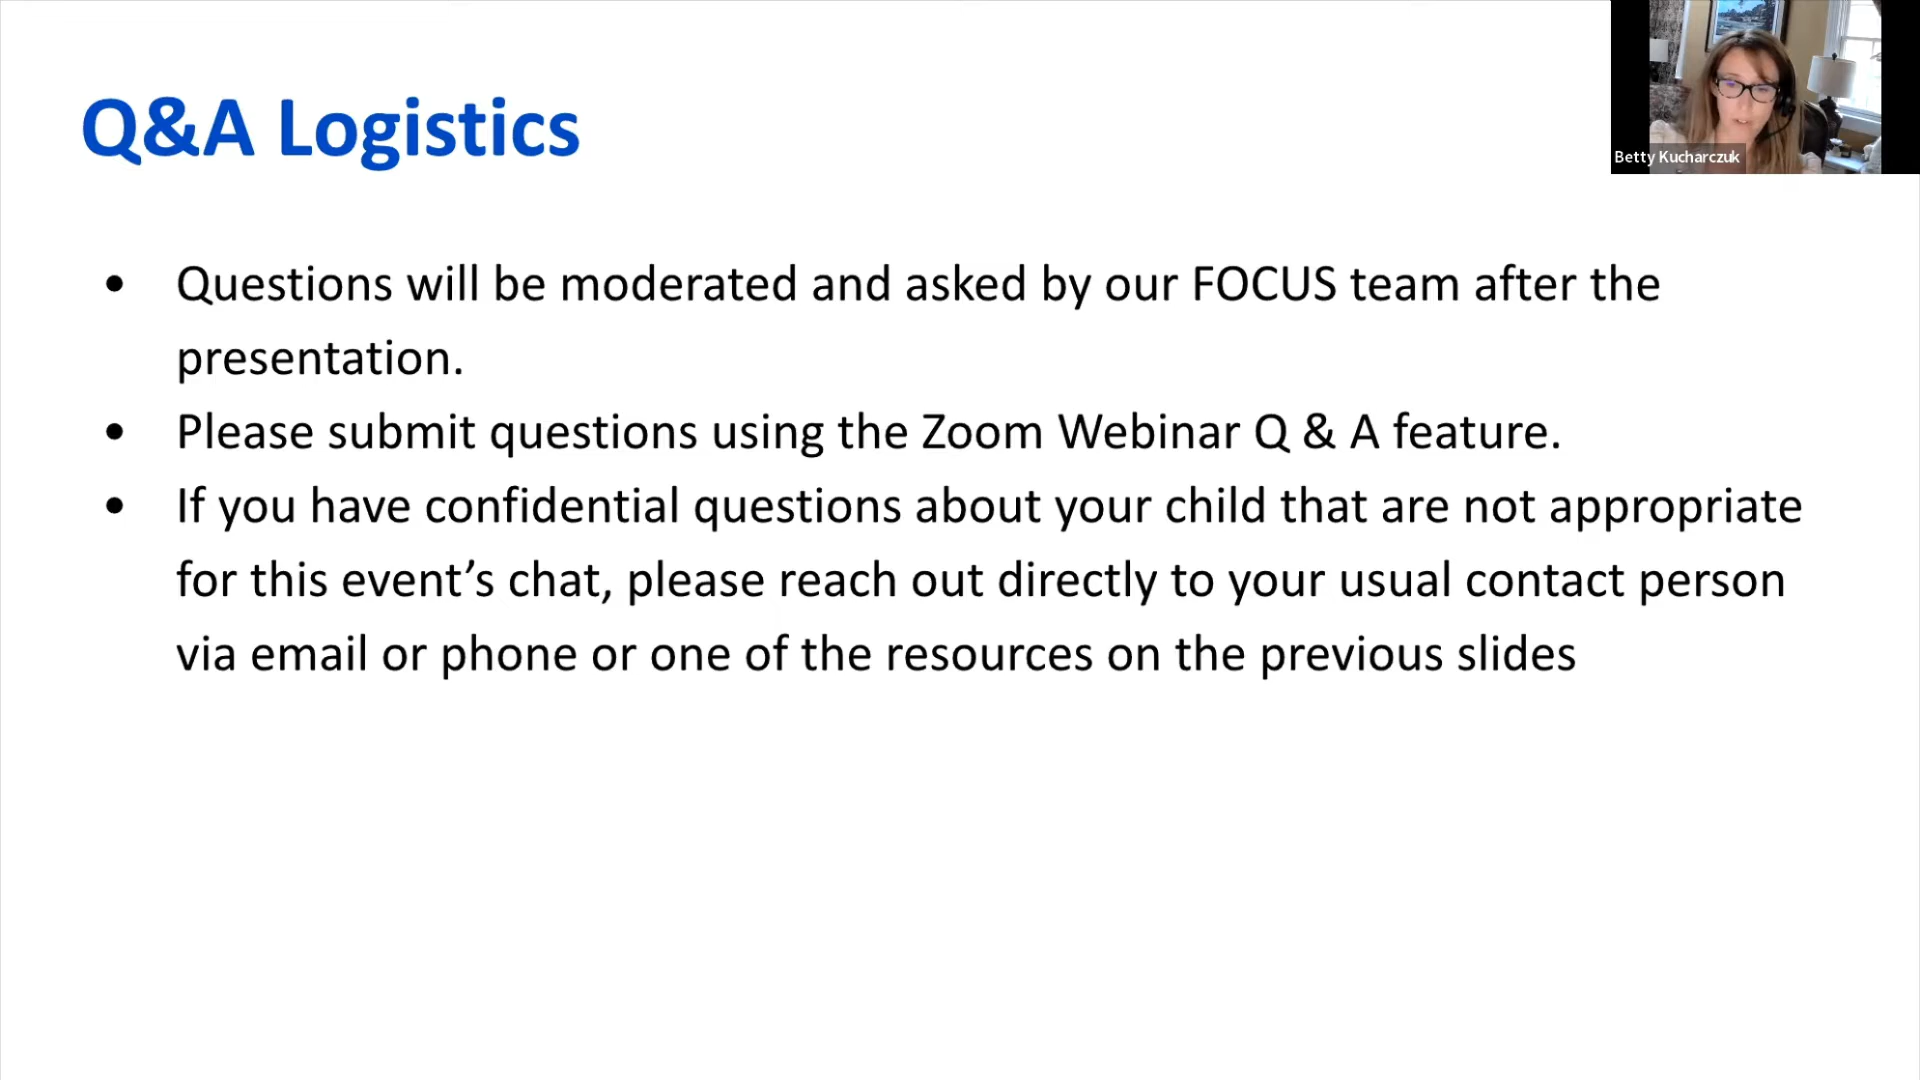 Q&A Logistics
Betty Kucharczuk
• Questions will be moderated and asked by our FOCUS team after the
presentation.
• Please submit questions using the Zoom Webinar Q & A feature.
• If you have confidential questions about your child that are not appropriate
for this event’s chat, please reach out directly to your usual contact person
via email or phone or one of the resources on the previous slides